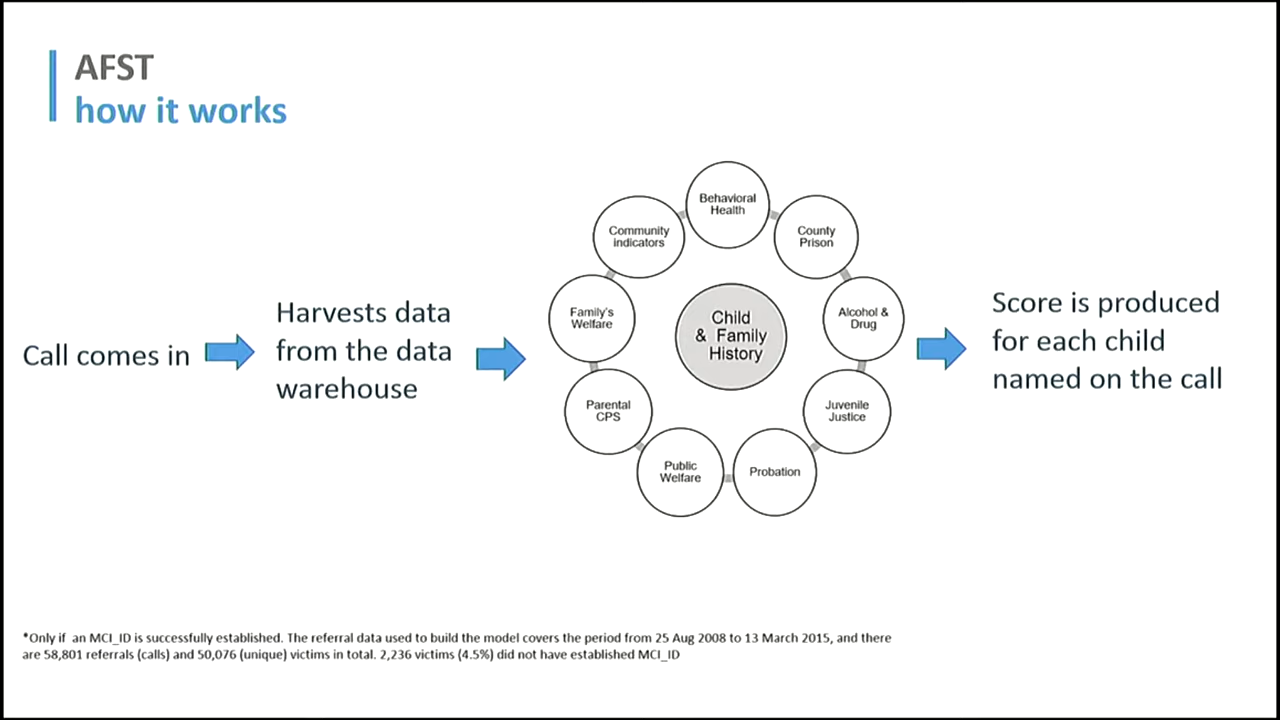 AFST
how it works
Call comes in
Harvests data
from the data
warehouse
Behavioral
Health
County
Prison
Alcohol &
Drug
Juvenile
Justice
Probation
Public
Welfare
Parental
CPS
Family's
Welfare
Community
indicators
Child
& Family
History
Score is produced
for each child
named on the call
*Only if an MCI_ID is successfully established. The referral data used to build the model covers the period from 25 Aug 2008 to 13 March 2015, and there
are 58,801 referrals (calls) and 50,076 (unique) victims in total. 2,236 victims (4.5%) did not have established MCI_ID